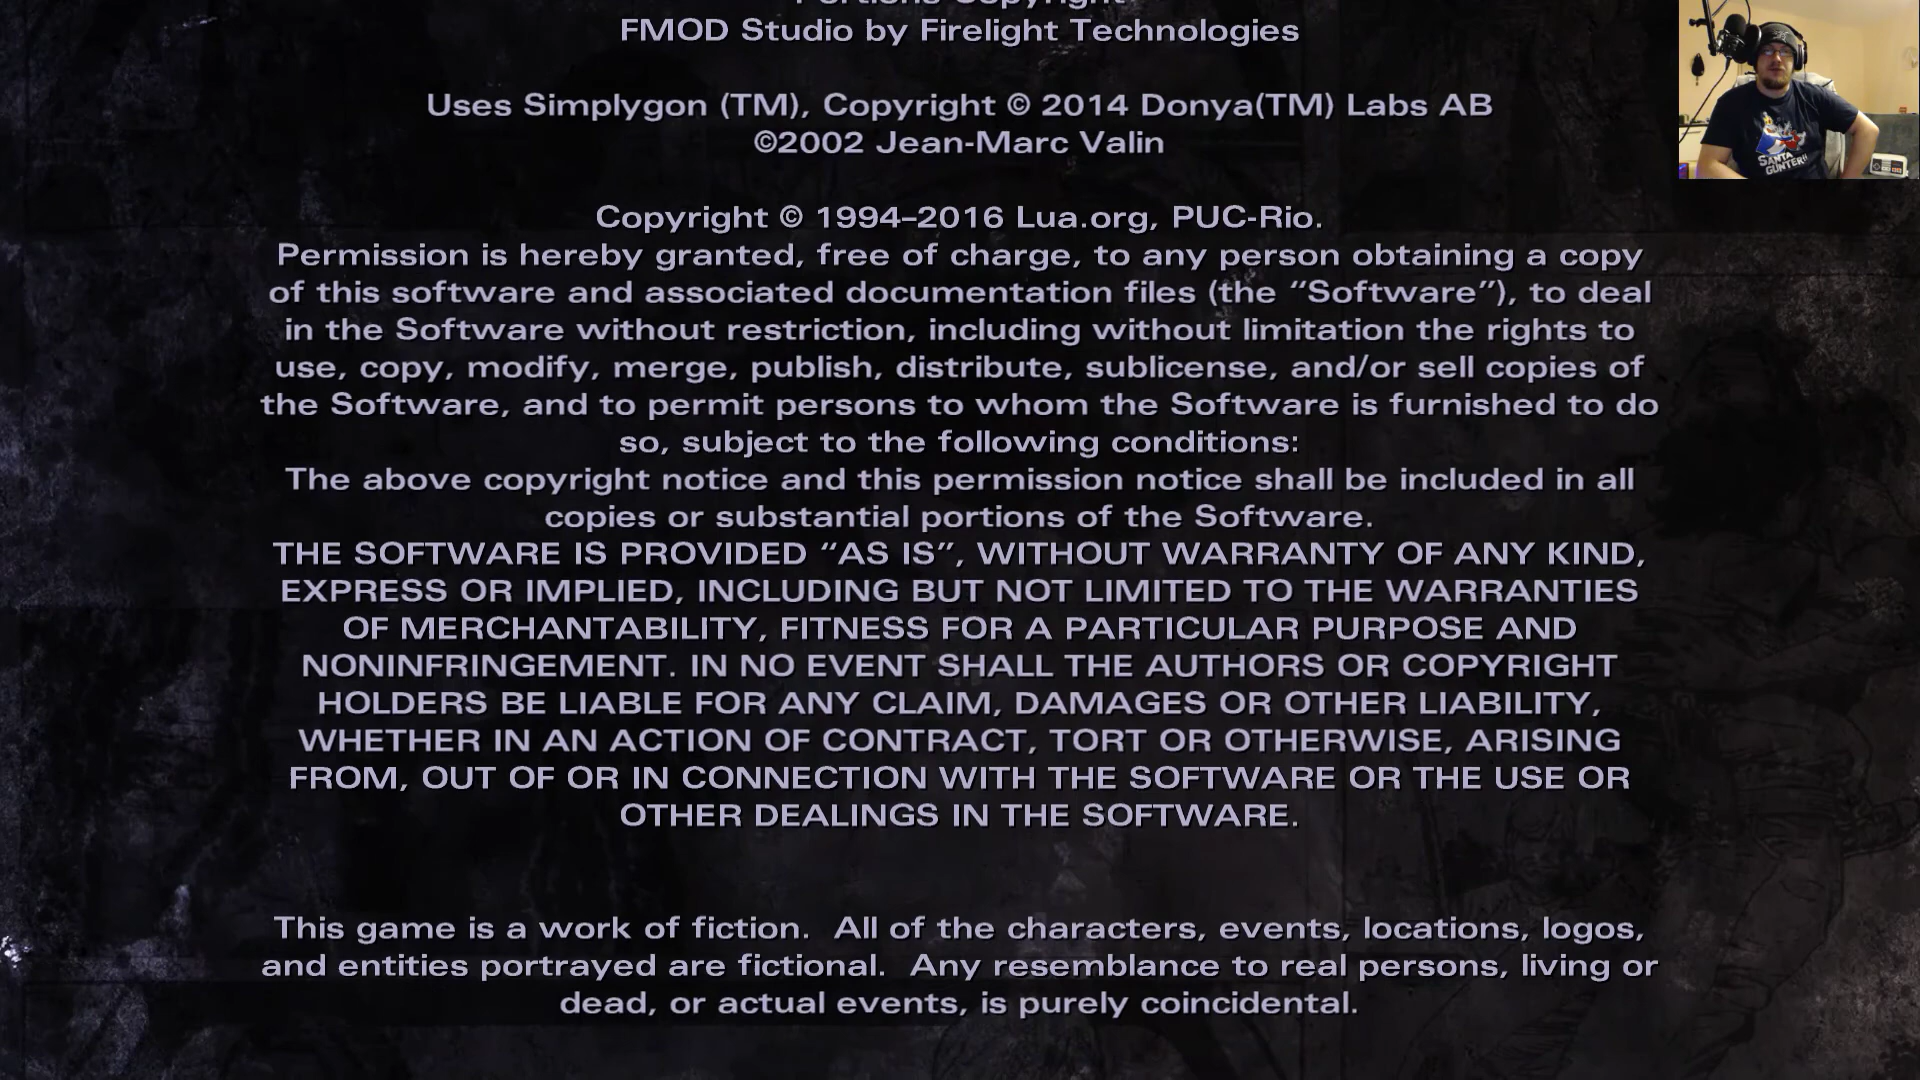 Portions Copyright
FMOD Studio by Firelight Technologies
Uses Simplygon (TM), Copyright © 2014 Donya(TM) Labs AB
©2002 Jean-Marc Valin
Copyright © 1994–2016 Lua.org, PUC-Rio.
Permission is hereby granted, free of charge, to any person obtaining a copy
of this software and associated documentation files (the “Software”), to deal
in the Software without restriction, including without limitation the rights to
use, copy, modify, merge, publish, distribute, sublicense, and/or sell copies of
the Software, and to permit persons to whom the Software is furnished to do
so, subject to the following conditions:
The above copyright notice and this permission notice shall be included in all
copies or substantial portions of the Software.
THE SOFTWARE IS PROVIDED “AS IS”, WITHOUT WARRANTY OF ANY KIND,
EXPRESS OR IMPLIED, INCLUDING BUT NOT LIMITED TO THE WARRANTIES
OF MERCHANTABILITY, FITNESS FOR A PARTICULAR PURPOSE AND
NONINFRINGEMENT. IN NO EVENT SHALL THE AUTHORS OR COPYRIGHT
HOLDERS BE LIABLE FOR ANY CLAIM, DAMAGES OR OTHER LIABILITY,
WHETHER IN AN ACTION OF CONTRACT, TORT OR OTHERWISE, ARISING
FROM, OUT OF OR IN CONNECTION WITH THE SOFTWARE OR THE USE OR
OTHER DEALINGS IN THE SOFTWARE.
This game is a work of fiction.  All of the characters, events, locations, logos,
and entities portrayed are fictional.  Any resemblance to real persons, living or
dead, or actual events, is purely coincidental.
SANTA
GUNTER!!